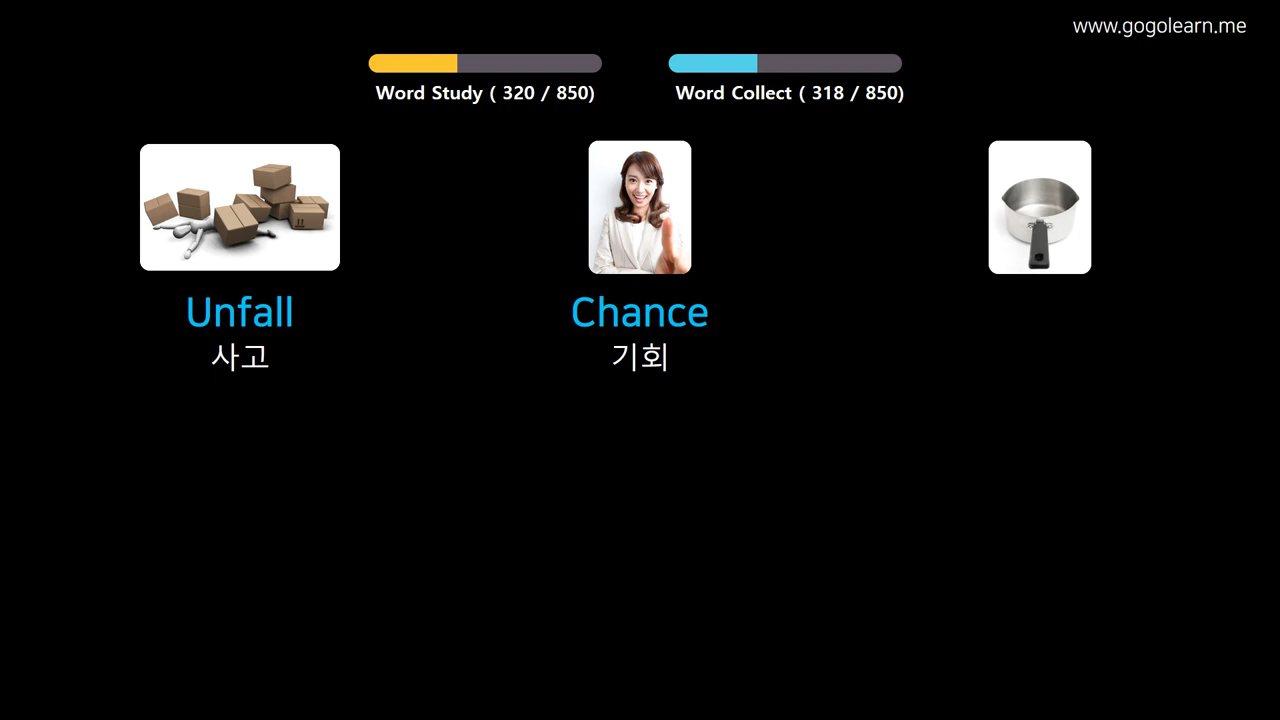 www.gogolearn.me
Word Study ( 320 / 850)
Word Collect ( 318 / 850)
Unfall
사고
Chance
기회